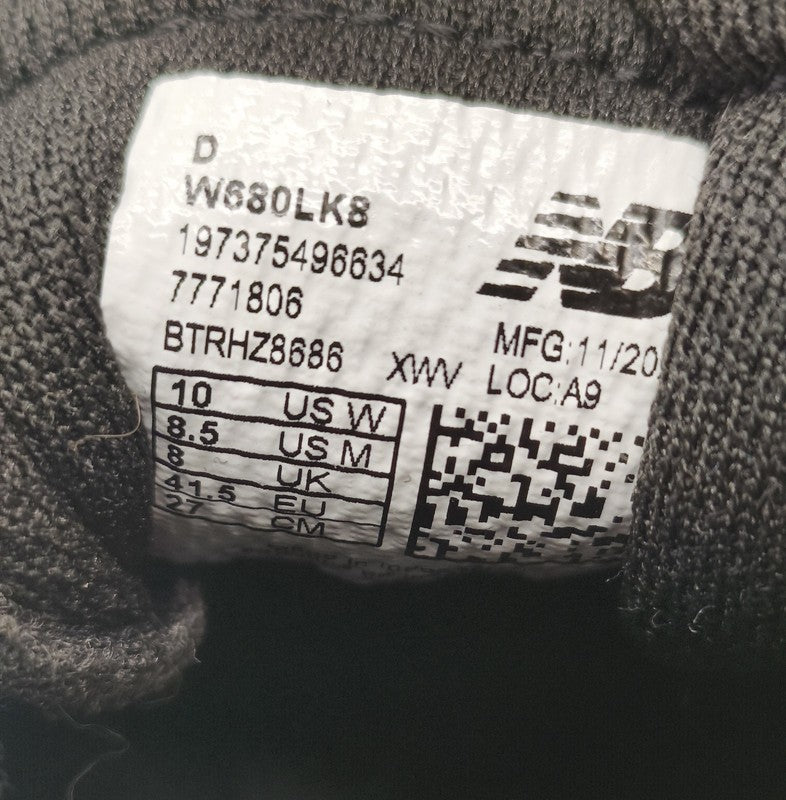 D
W680LK8
197375496634
7771806
BTRHZ8686
XWV
NB
MFG:11/20
LOC:A9
10 US W
8.5 US M
8 UK
41.5 EU
27 CM